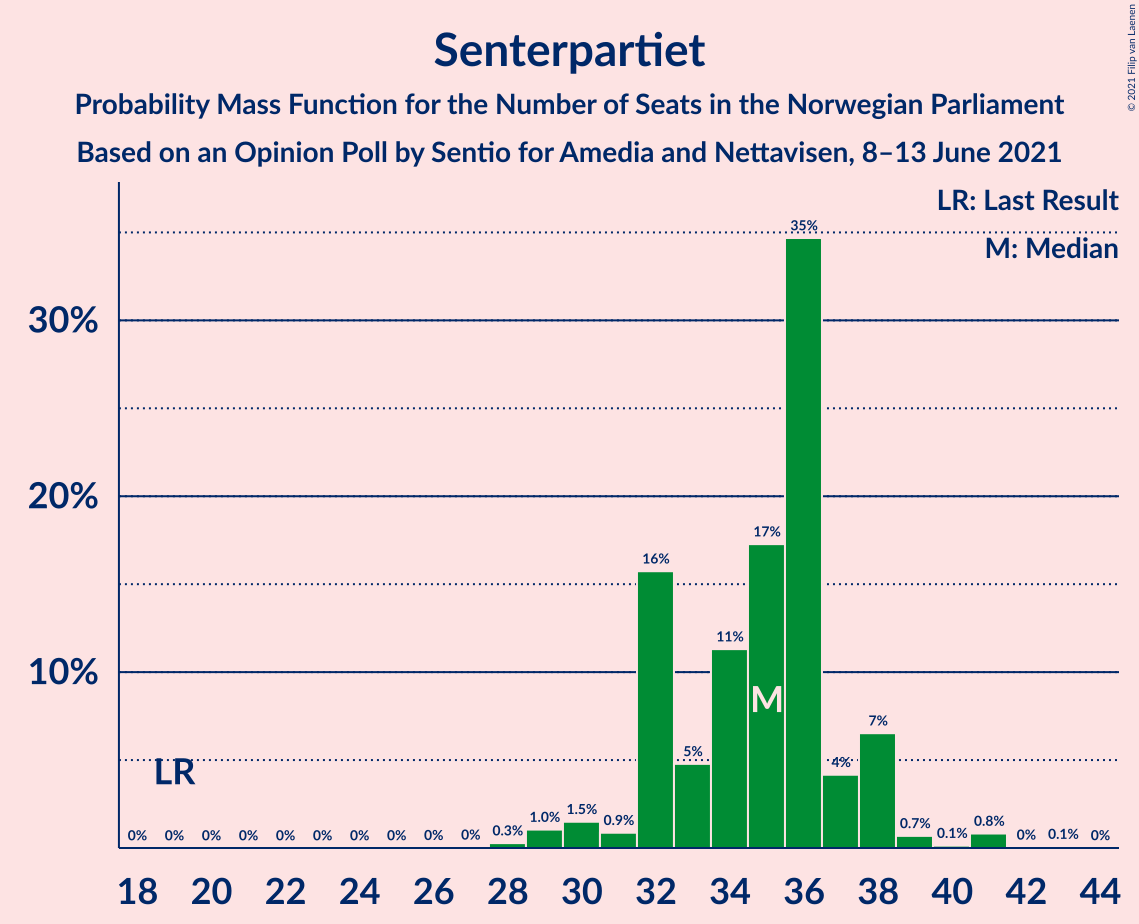 Senterpartiet
Probability Mass Function for the Number of Seats in the Norwegian Parliament
Based on an Opinion Poll by Sentio for Amedia and Nettavisen, 8–13 June 2021
© 2021 Filip van Laenen
LR: Last Result
M: Median
35%
30%
20%
17%
16%
11%
10%
M
7%
5%
4%
LR
0% 0% 0% 0% 0% 0% 0% 0% 0% 0% 0.3% 1.0% 1.5% 0.9% 0.7% 0.1% 0.8% 0% 0.1% 0%
18 20 22 24 26 28 30 32 34 36 38 40 42 44